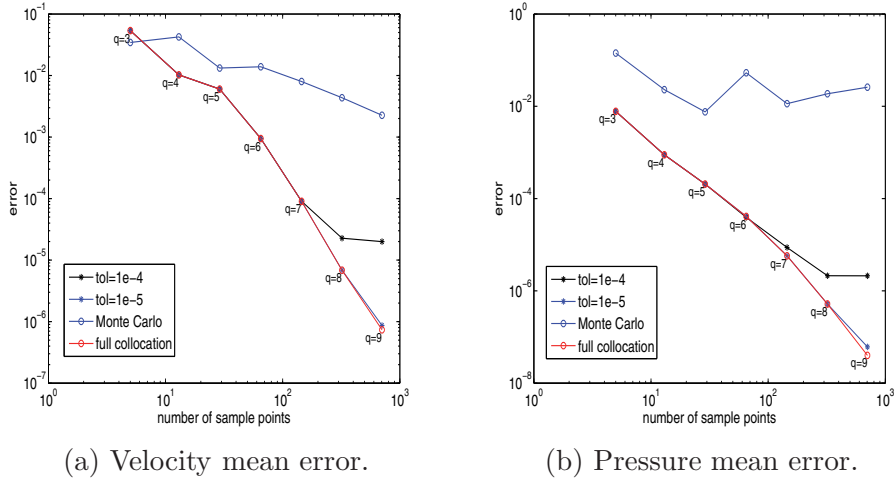 10^−1
10^−2
10^−3
10^−4
10^−5
10^−6
10^−7
error
q=3
q=4
q=5
q=6
q=7
q=8
q=9
tol=1e−4
tol=1e−5
Monte Carlo
full collocation
10^0
10^1
10^2
10^3
number of sample points
(a) Velocity mean error.
10^0
10^−2
10^−4
10^−6
10^−8
error
q=3
q=4
q=5
q=6
q=7
q=8
q=9
tol=1e−4
tol=1e−5
Monte Carlo
full collocation
10^0
10^1
10^2
10^3
number of sample points
(b) Pressure mean error.